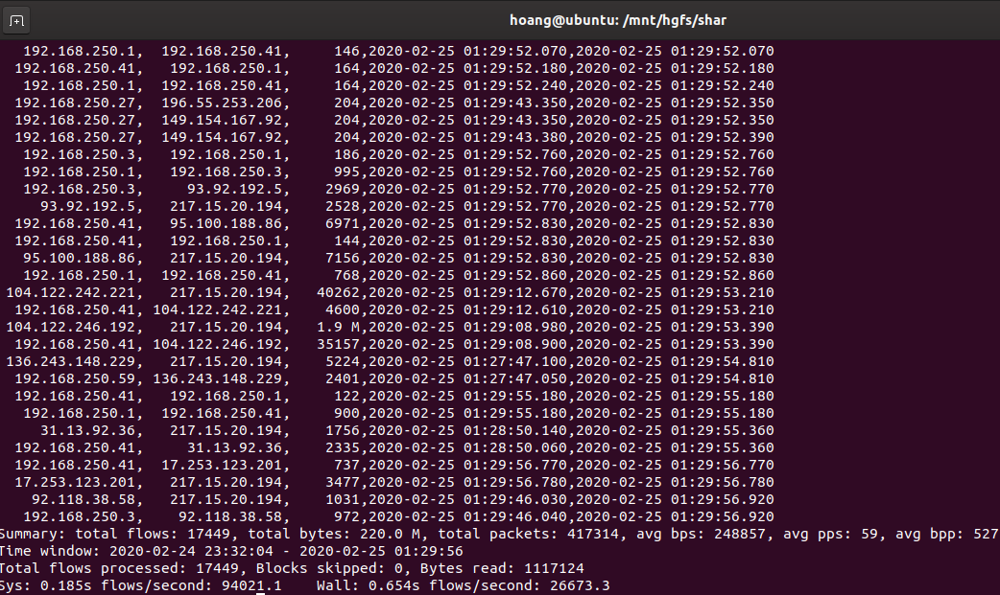 hoang@ubuntu: /mnt/hgfs/shar
192.168.250.1, 192.168.250.41, 146,2020-02-25 01:29:52.070,2020-02-25 01:29:52.070
192.168.250.41, 192.168.250.1, 164,2020-02-25 01:29:52.180,2020-02-25 01:29:52.180
192.168.250.1, 192.168.250.41, 164,2020-02-25 01:29:52.240,2020-02-25 01:29:52.240
192.168.250.27, 196.55.253.206, 204,2020-02-25 01:29:43.350,2020-02-25 01:29:52.350
192.168.250.27, 149.154.167.92, 204,2020-02-25 01:29:43.350,2020-02-25 01:29:52.350
192.168.250.27, 149.154.167.92, 204,2020-02-25 01:29:43.380,2020-02-25 01:29:52.390
192.168.250.3, 192.168.250.1, 186,2020-02-25 01:29:52.760,2020-02-25 01:29:52.760
192.168.250.1, 192.168.250.3, 995,2020-02-25 01:29:52.760,2020-02-25 01:29:52.760
192.168.250.3, 93.92.192.5, 2969,2020-02-25 01:29:52.770,2020-02-25 01:29:52.770
93.92.192.5, 217.15.20.194, 2528,2020-02-25 01:29:52.770,2020-02-25 01:29:52.770
192.168.250.41, 95.100.188.86, 6971,2020-02-25 01:29:52.830,2020-02-25 01:29:52.830
192.168.250.41, 192.168.250.1, 144,2020-02-25 01:29:52.830,2020-02-25 01:29:52.830
95.100.188.86, 217.15.20.194, 7156,2020-02-25 01:29:52.830,2020-02-25 01:29:52.830
192.168.250.1, 192.168.250.41, 768,2020-02-25 01:29:52.860,2020-02-25 01:29:52.860
104.122.242.221, 217.15.20.194, 40262,2020-02-25 01:29:12.670,2020-02-25 01:29:53.210
192.168.250.41, 104.122.242.221, 4600,2020-02-25 01:29:12.610,2020-02-25 01:29:53.210
104.122.246.192, 217.15.20.194, 1.9 M,2020-02-25 01:29:08.980,2020-02-25 01:29:53.390
192.168.250.41, 104.122.246.192, 35157,2020-02-25 01:29:08.900,2020-02-25 01:29:53.390
136.243.148.229, 217.15.20.194, 5224,2020-02-25 01:27:47.100,2020-02-25 01:29:54.810
192.168.250.59, 136.243.148.229, 2401,2020-02-25 01:27:47.050,2020-02-25 01:29:54.810
192.168.250.41, 192.168.250.1, 122,2020-02-25 01:29:55.180,2020-02-25 01:29:55.180
192.168.250.1, 192.168.250.41, 900,2020-02-25 01:29:55.180,2020-02-25 01:29:55.180
31.13.92.36, 217.15.20.194, 1756,2020-02-25 01:28:50.140,2020-02-25 01:29:55.360
192.168.250.41, 31.13.92.36, 2335,2020-02-25 01:28:50.060,2020-02-25 01:29:55.360
192.168.250.41, 17.253.123.201, 737,2020-02-25 01:29:56.770,2020-02-25 01:29:56.770
17.253.123.201, 217.15.20.194, 3477,2020-02-25 01:29:56.780,2020-02-25 01:29:56.780
92.118.38.58, 217.15.20.194, 1031,2020-02-25 01:29:46.030,2020-02-25 01:29:56.920
192.168.250.3, 92.118.38.58, 972,2020-02-25 01:29:46.030,2020-02-25 01:29:56.920
Summary: total flows: 17449, total bytes: 220.0 M, total packets: 417314, avg bps: 248857, avg pps: 59, avg bpp: 527
Time window: 2020-02-24 23:32:04 - 2020-02-25 01:29:56
Total flows processed: 17449, Blocks skipped: 0, Bytes read: 1117124
Sys: 0.185s flows/second: 94021.1 Wall: 0.654s flows/second: 26673.3